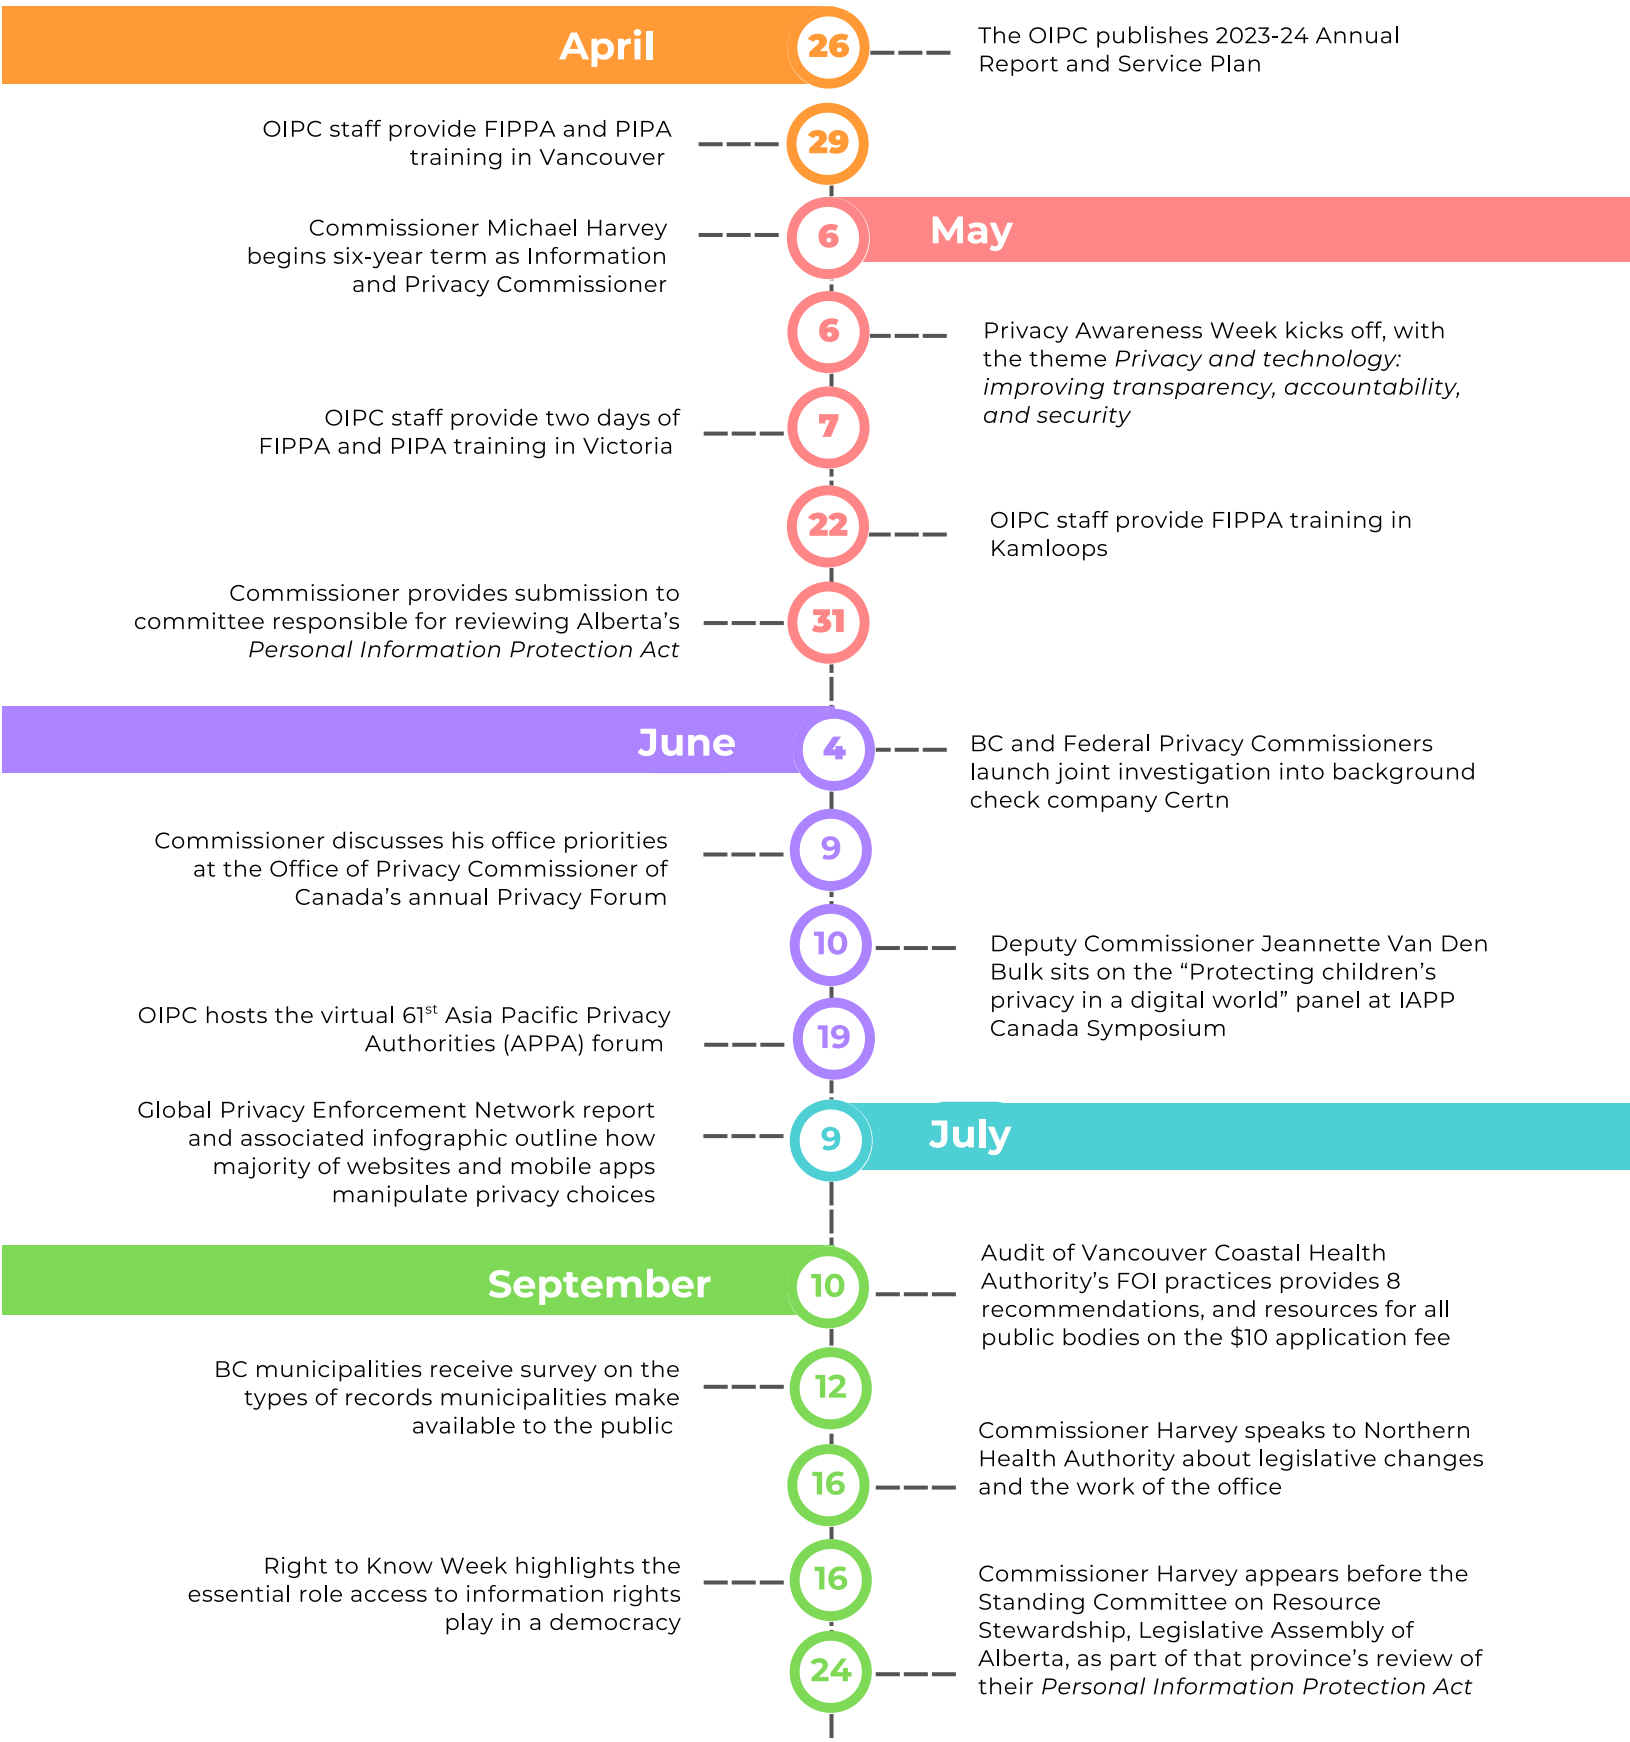 April
26
The OIPC publishes 2023-24 Annual
Report and Service Plan
OIPC staff provide FIPPA and PIPA
training in Vancouver
29
May
Commissioner Michael Harvey
begins six-year term as Information
and Privacy Commissioner
6
6
Privacy Awareness Week kicks off, with
the theme Privacy and technology:
improving transparency, accountability,
and security
OIPC staff provide two days of
FIPPA and PIPA training in Victoria
7
22
OIPC staff provide FIPPA training in
Kamloops
Commissioner provides submission to
committee responsible for reviewing Alberta’s
Personal Information Protection Act
31
June
4
BC and Federal Privacy Commissioners
launch joint investigation into background
check company Certn
Commissioner discusses his office priorities
at the Office of Privacy Commissioner of
Canada’s annual Privacy Forum
9
10
Deputy Commissioner Jeannette Van Den
Bulk sits on the “Protecting children’s
privacy in a digital world” panel at IAPP
Canada Symposium
OIPC hosts the virtual 61st Asia Pacific Privacy
Authorities (APPA) forum
19
July
Global Privacy Enforcement Network report
and associated infographic outline how
majority of websites and mobile apps
manipulate privacy choices
9
September
10
Audit of Vancouver Coastal Health
Authority’s FOI practices provides 8
recommendations, and resources for all
public bodies on the $10 application fee
BC municipalities receive survey on the
types of records municipalities make
available to the public
12
16
Commissioner Harvey speaks to Northern
Health Authority about legislative changes
and the work of the office
Right to Know Week highlights the
essential role access to information rights
play in a democracy
16
24
Commissioner Harvey appears before the
Standing Committee on Resource
Stewardship, Legislative Assembly of
Alberta, as part of that province’s review of
their Personal Information Protection Act